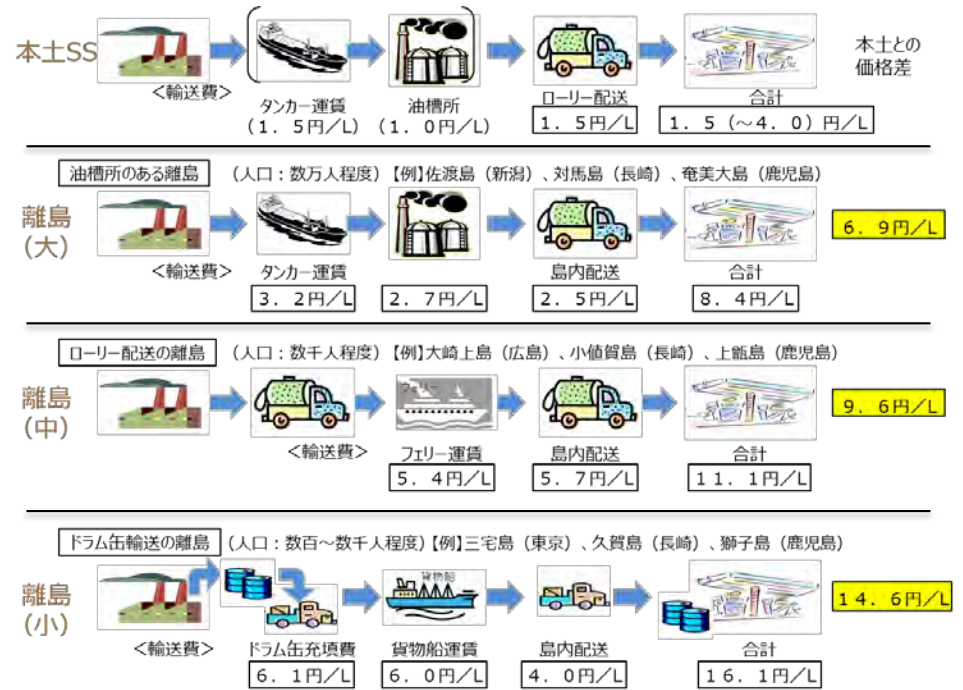 本土SS
<輸送費>
タンカー運賃
(1.5円/L)
油槽所
(1.0円/L)
ローリー配送
1.5円/L
合計
1.5(~4.0)円/L
本土との
価格差
油槽所のある離島 (人口:数万人程度)【例】佐渡島(新潟)、対馬島(長崎)、奄美大島(鹿児島)
離島
(大)
<輸送費>
タンカー運賃
3.2円/L
2.7円/L
島内配送
2.5円/L
合計
8.4円/L
6.9円/L
ローリー配送の離島 (人口:数千人程度)【例】大崎上島(広島)、小値賀島(長崎)、上甑島(鹿児島)
離島
(中)
<輸送費>
フェリー
フェリー運賃
5.4円/L
島内配送
5.7円/L
合計
11.1円/L
9.6円/L
ドラム缶輸送の離島 (人口:数百~数千人程度)【例】三宅島(東京)、久賀島(長崎)、獅子島(鹿児島)
離島
(小)
<輸送費>
ドラム缶充填費
6.1円/L
貨物船
貨物船運賃
6.0円/L
島内配送
4.0円/L
合計
16.1円/L
14.6円/L